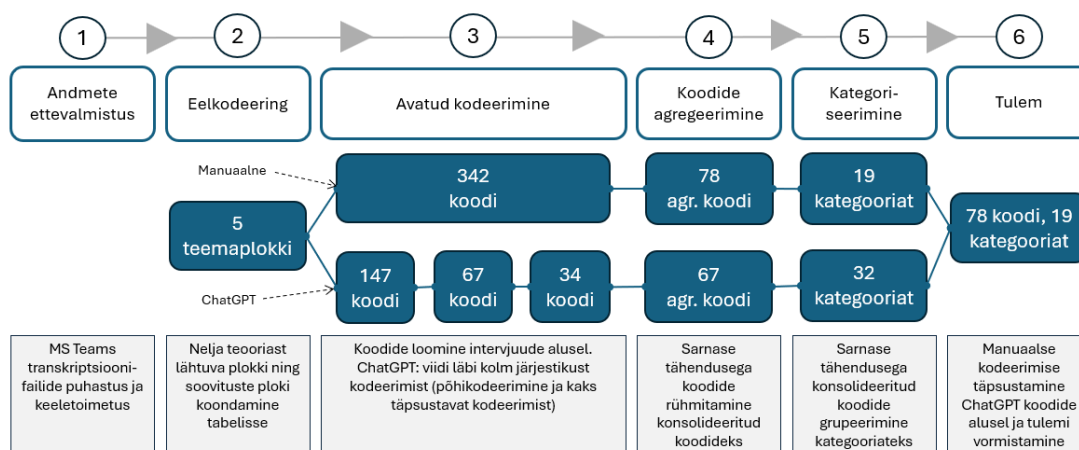 1
2
3
4
5
6
Andmete
ettevalmistus
Eelkodeering
Avatud kodeerimine
Koodide
agregeerimine
Kategori-
seerimine
Tulem
Manuaalne
342
koodi
78
agr. koodi
19
kategooriat
5
teemaplokki
78 koodi, 19
kategooriat
ChatGPT
147
koodi
67
koodi
34
koodi
67
agr. koodi
32
kategooriat
MS Teams
transkriptsiooni-
failide puhastus ja
keeletoimetus
Nelja teooriast
lähtuva plokki ning
soovituste ploki
koondamine
tabelisse
Koodide loomine intervjuude alusel.
ChatGPT: viidi läbi kolm järjestikust
kodeerimist (põhikodeerimine ja kaks
täpsustavat kodeerimist)
Sarnase
tähendusega
koodide
rühmitamine
konsolideeritud
koodideks
Sarnase
tähendusega
konsolideeritud
koodide
grupeerimine
kategooriateks
Manuaalse
kodeerimise
täpsustamine
ChatGPT koodide
alusel ja tulemi
vormistamine